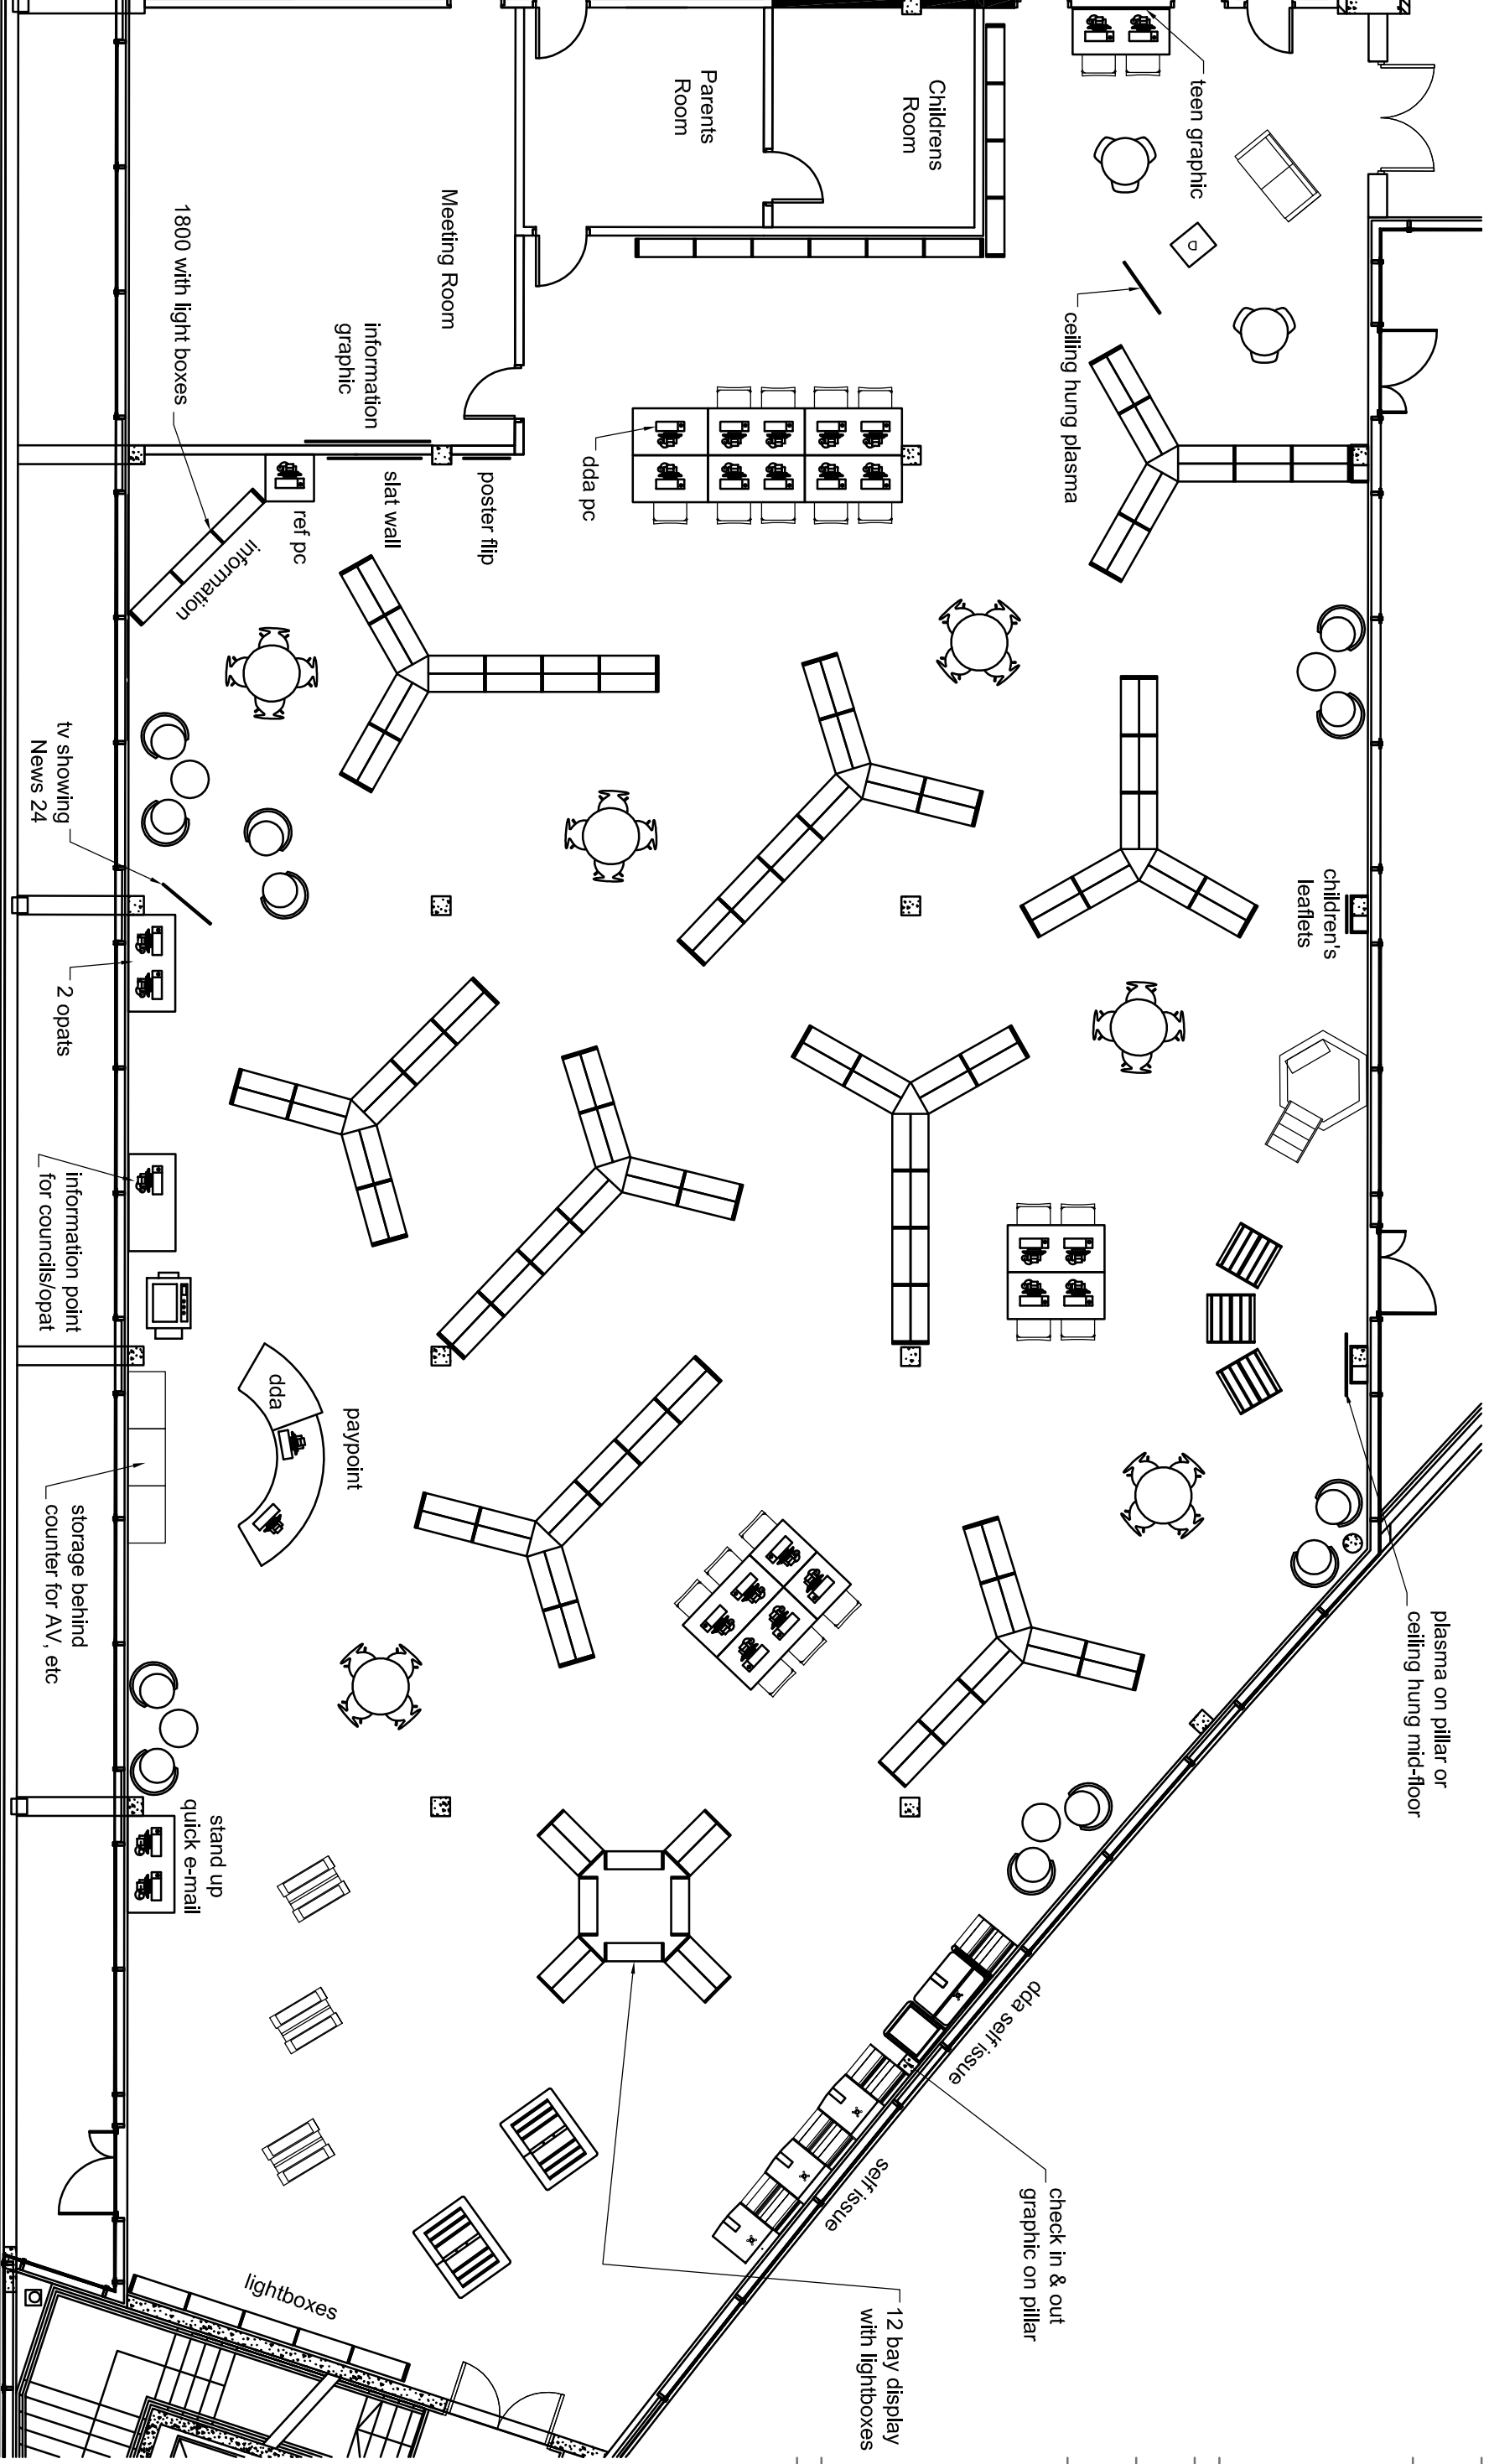 teen graphic
Childrens
Room
Parents
Room
Meeting Room
1800 with light boxes
information
graphic
ceiling hung plasma
dda pc
poster flip
slat wall
ref pc
information
tv showing
News 24
children's
leaflets
2 opats
information point
for councils/opat
dda
paypoint
storage behind
counter for AV, etc
plasma on pillar or
ceiling hung mid-floor
stand up
quick e-mail
dda self issue
self issue
check in & out
graphic on pillar
12 bay display
with lightboxes
lightboxes